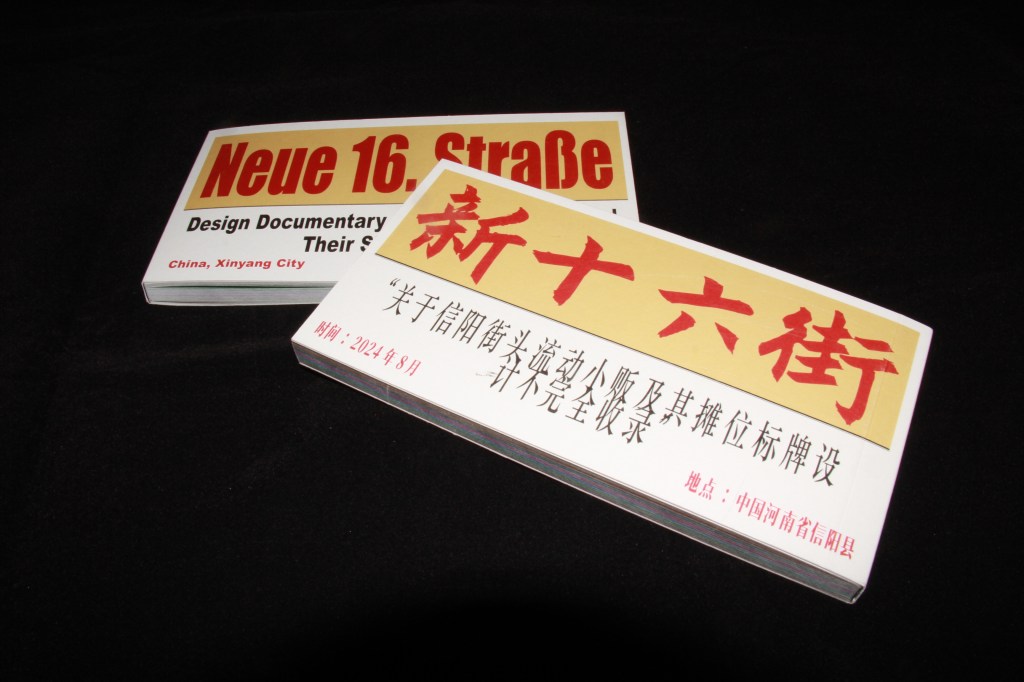 Neue 16. Straße
Design Documentary
Their
China, Xinyang City
新十六街
“关于信阳街头流动小贩及其摊位标牌设
计不完全收录”
时间：2024年8月
地点：中国河南省信阳县